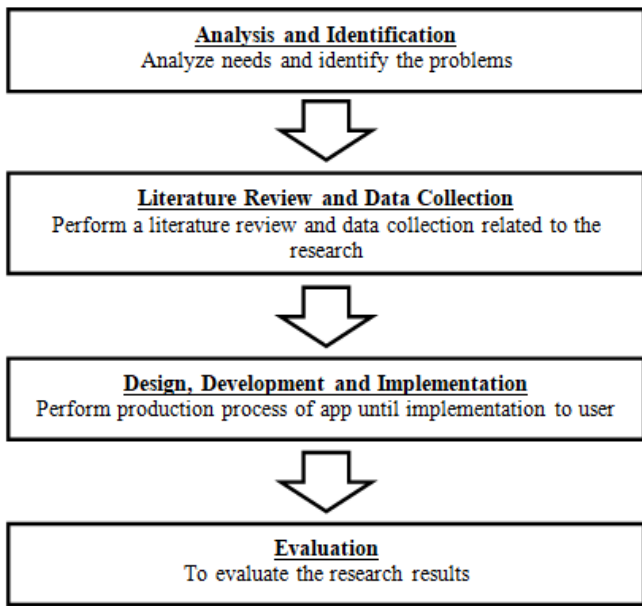 Analysis and Identification
Analyze needs and identify the problems
Literature Review and Data Collection
Perform a literature review and data collection related to the
research
Design, Development and Implementation
Perform production process of app until implementation to user
Evaluation
To evaluate the research results